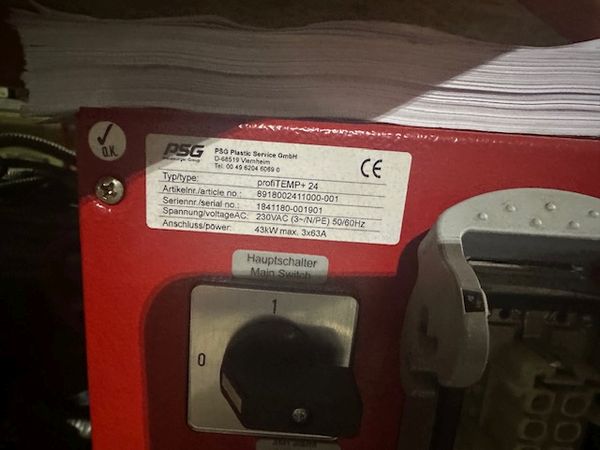 O.K.
PSG
PSG Plastic Service GmbH
D-68519 Viernheim
Tel: 00 49 6204 6069 0
CE
Typ/type: profiTEMP+ 24
Artikelnr./article no.: 8918002411000-001
Seriennr./serial no.: 1841180-001901
Spannung/voltageAC: 230VAC (3~/N/PE) 50/60Hz
Anschluss/power: 43kW max. 3x63A
Hauptschalter
Main Switch
1
0